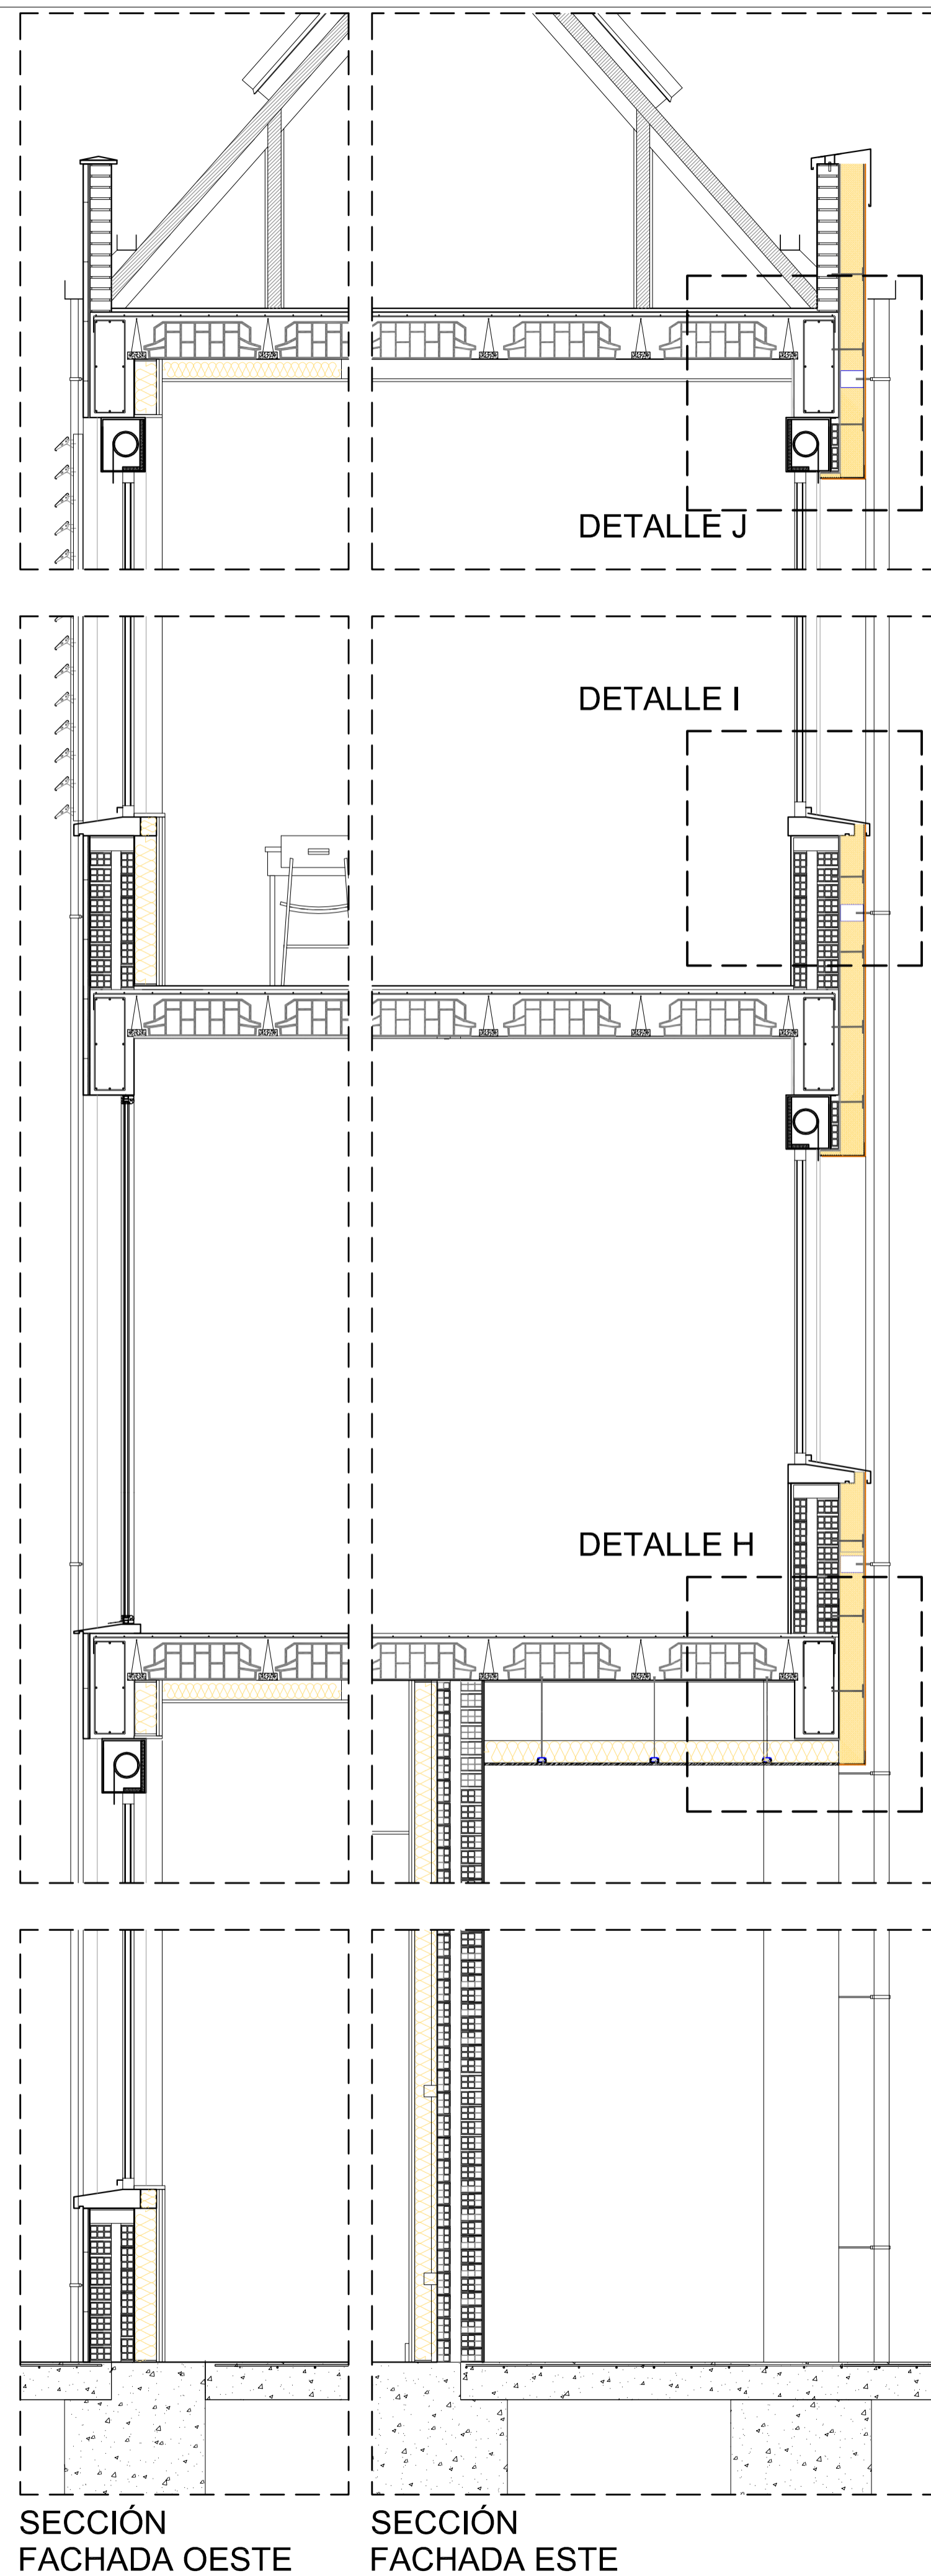 DETALLE J
DETALLE I
DETALLE H
SECCIÓN
FACHADA OESTE
SECCIÓN
FACHADA ESTE